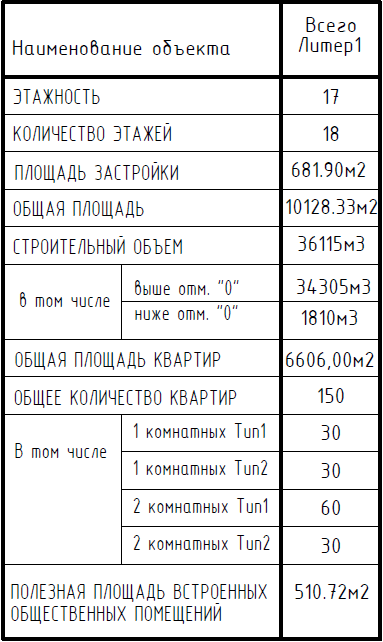 Наименование объекта
Всего
Литер1
ЭТАЖНОСТЬ 17
КОЛИЧЕСТВО ЭТАЖЕЙ 18
ПЛОЩАДЬ ЗАСТРОЙКИ 681.90м2
ОБЩАЯ ПЛОЩАДЬ 10128.33м2
СТРОИТЕЛЬНЫЙ ОБЪЕМ 36115м3
в том числе
выше отм. "0" 34305м3
ниже отм. "0" 1810м3
ОБЩАЯ ПЛОЩАДЬ КВАРТИР 6606,00м2
ОБЩЕЕ КОЛИЧЕСТВО КВАРТИР 150
В том числе
1 комнатных Тип1 30
1 комнатных Тип2 30
2 комнатных Тип1 60
2 комнатных Тип2 30
ПОЛЕЗНАЯ ПЛОЩАДЬ ВСТРОЕННЫХ
ОБЩЕСТВЕННЫХ ПОМЕЩЕНИЙ
510.72м2